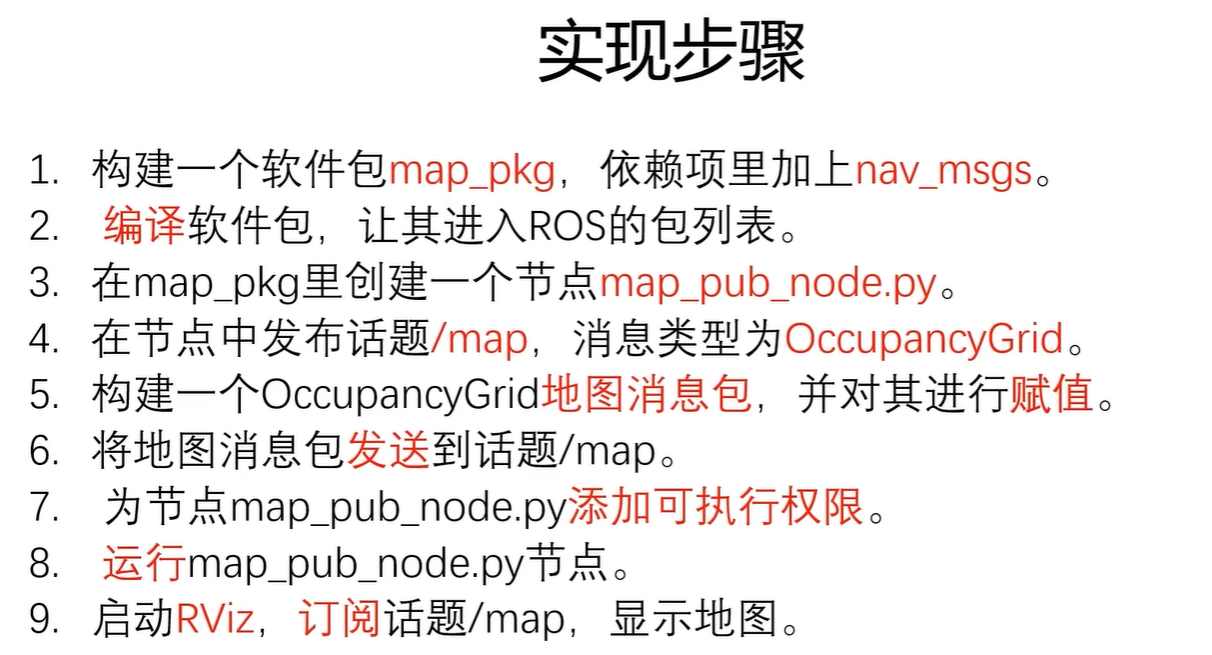 实现步骤
1. 构建一个软件包map_pkg，依赖项里加上nav_msgs。
2. 编译软件包，让其进入ROS的包列表。
3. 在map_pkg里创建一个节点map_pub_node.py。
4. 在节点中发布话题/map，消息类型为OccupancyGrid。
5. 构建一个OccupancyGrid地图消息包，并对其进行赋值。
6. 将地图消息包发送到话题/map。
7. 为节点map_pub_node.py添加可执行权限。
8. 运行map_pub_node.py节点。
9. 启动RViz，订阅话题/map，显示地图。